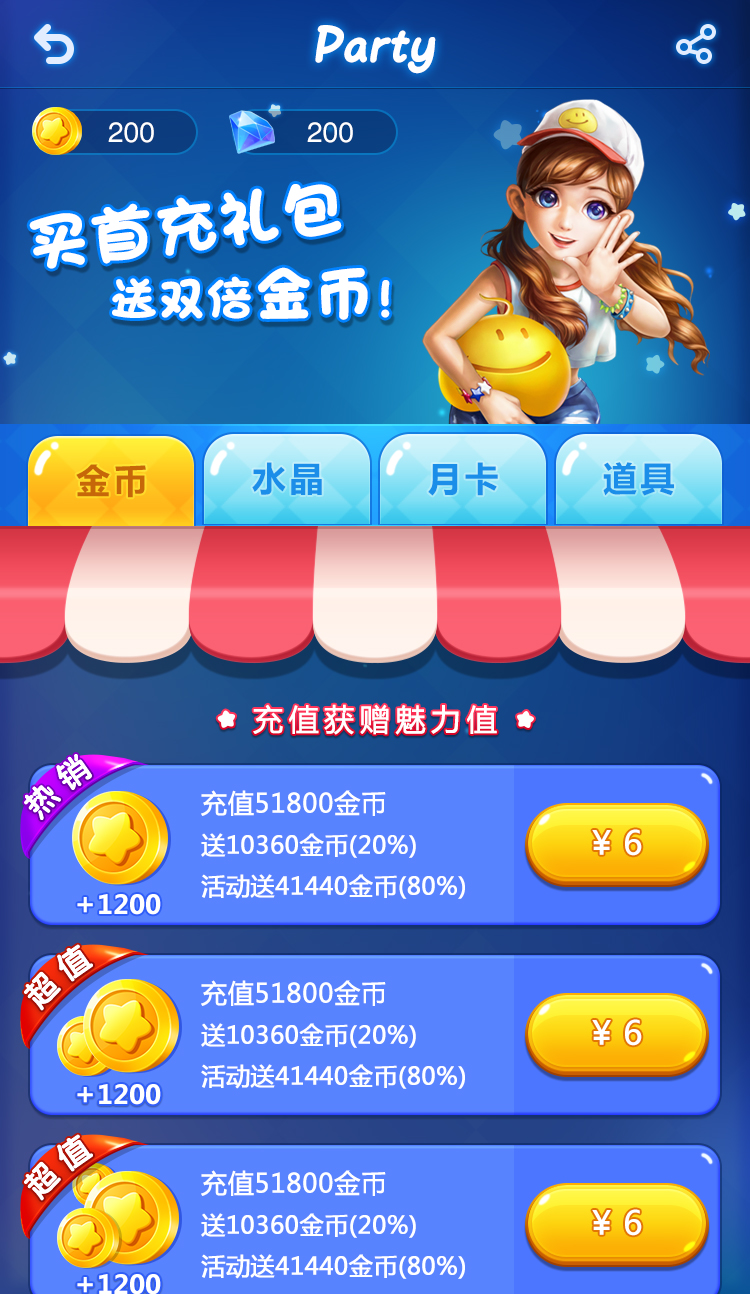 Party
200
200
买首充礼包
送双倍金币!
金币
水晶
月卡
道具
充值获赠魅力值
热销
充值51800金币
送10360金币(20%)
活动送41440金币(80%)
+1200
¥ 6
超值
充值51800金币
送10360金币(20%)
活动送41440金币(80%)
+1200
¥ 6
超值
充值51800金币
送10360金币(20%)
活动送41440金币(80%)
+1200
¥ 6